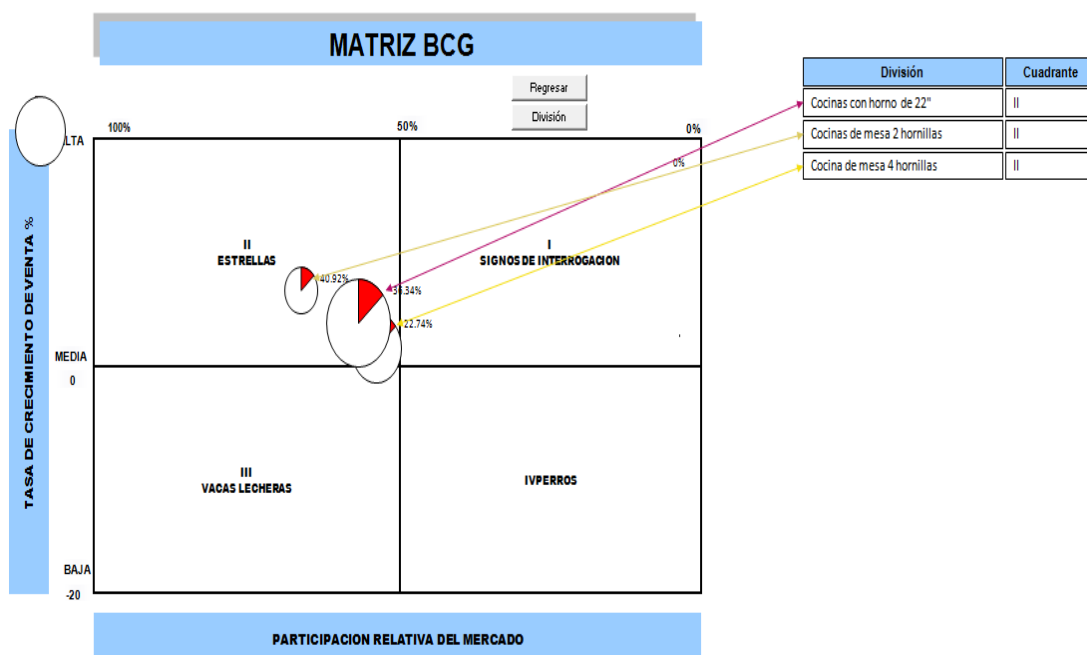 MATRIZ BCG
Regresar
División
División
Cuadrante
Cocinas con horno de 22"
II
Cocinas de mesa 2 hornillas
II
Cocina de mesa 4 hornillas
II
100%
50%
0%
LTA
0%
II
ESTRELLAS
I
SIGNOS DE INTERROGACION
40.92%
36.34%
22.74%
TASA DE CRECIMIENTO DE VENTA %
MEDIA
0
III
VACAS LECHERAS
IVPERROS
BAJA
-20
PARTICIPACION RELATIVA DEL MERCADO